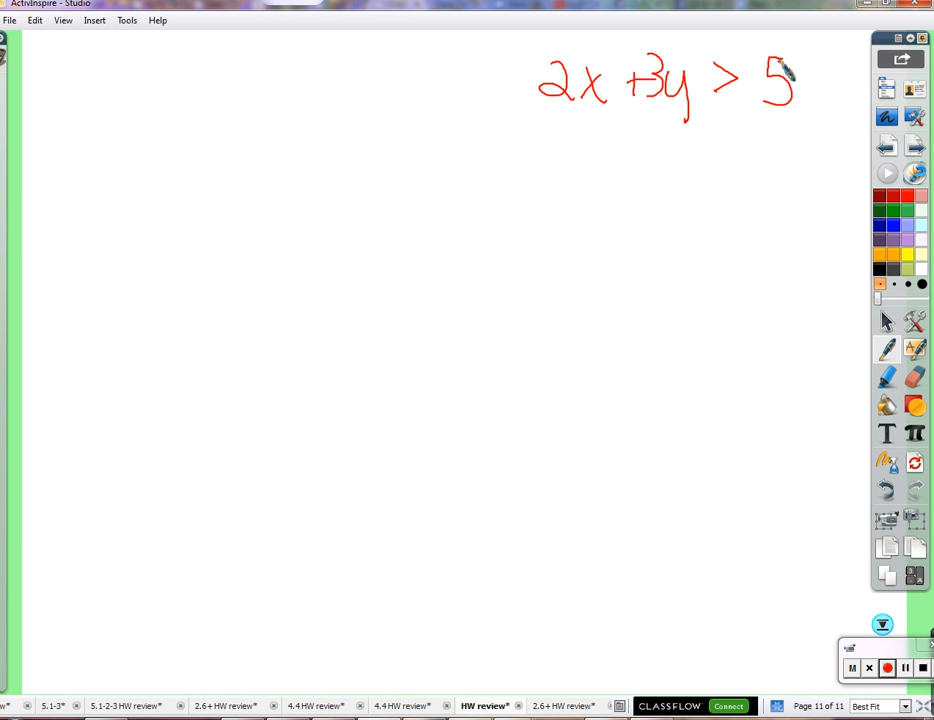 ActivInspire - Studio
File Edit View Insert Tools Help
2x +3y > 5
5.1-3* 5.1-2-3 HW review* 2.6+ HW review* 4.4 HW review* 4.4 HW review* HW review* 2.6+ HW review*
CLASSFLOW Connect
Page 11 of 11 Best Fit
T π
M